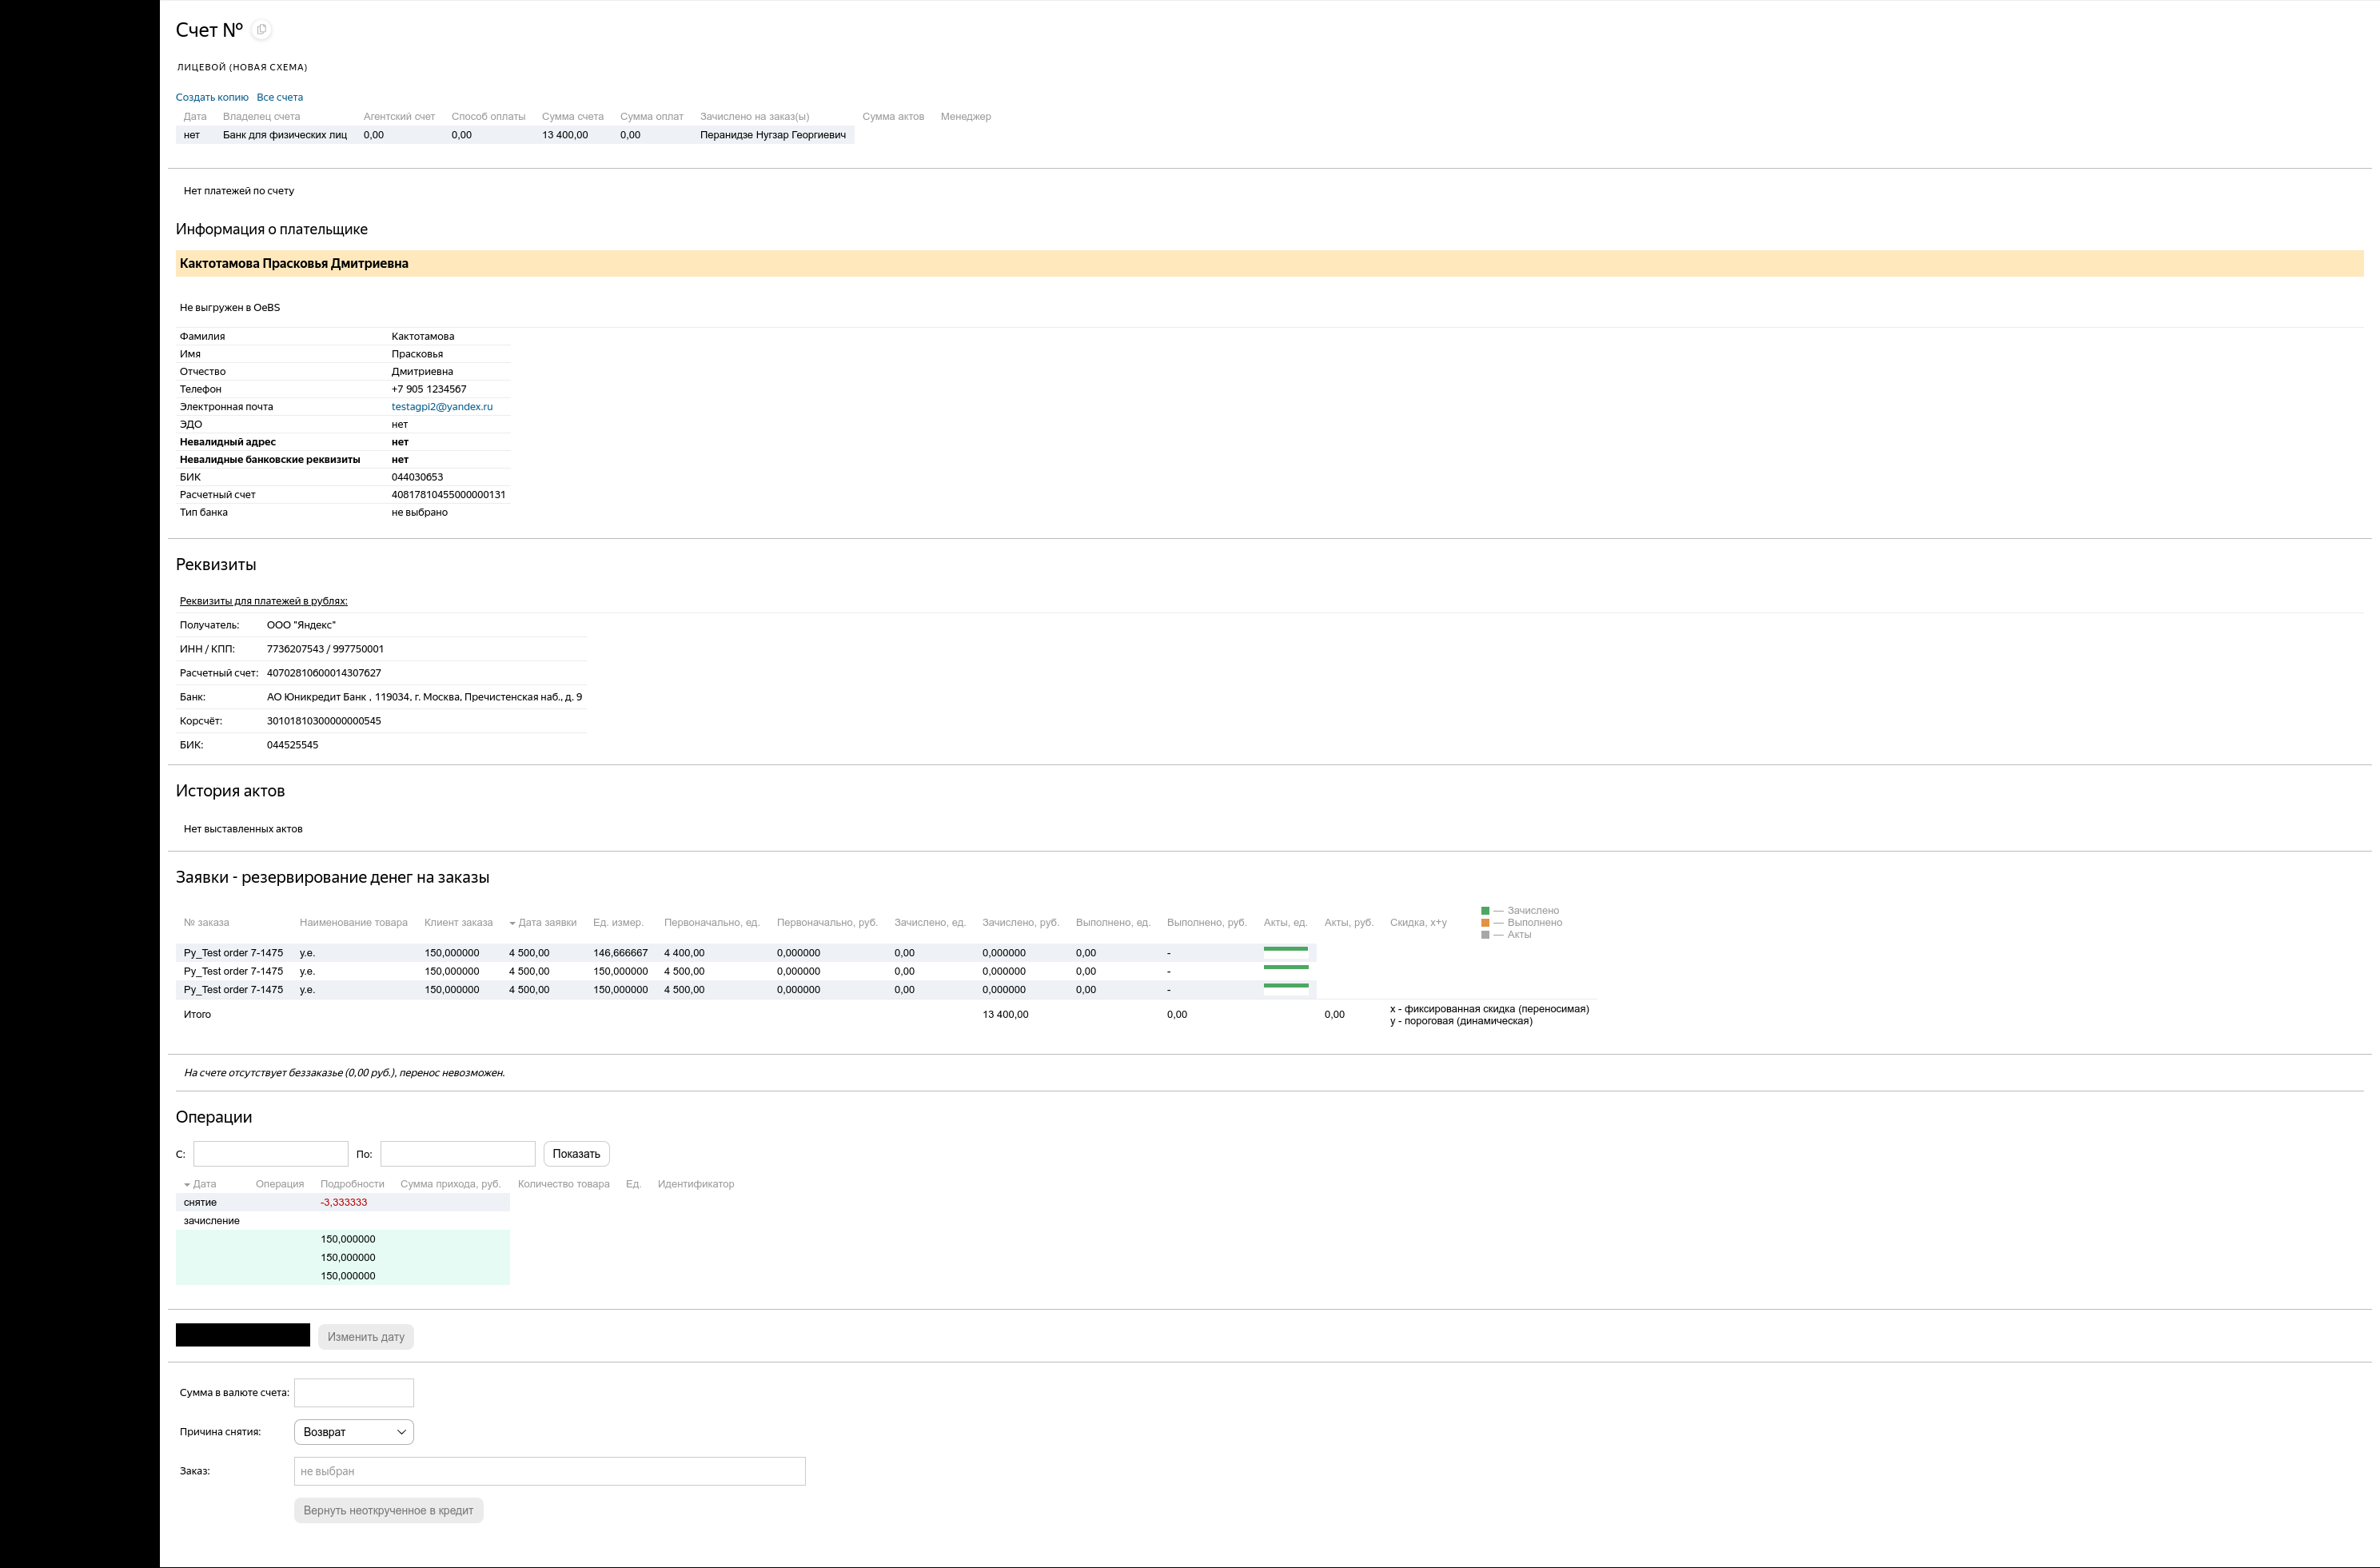 Счет №
ЛИЦЕВОЙ (НОВАЯ СХЕМА)
Создать копию Все счета
Дата Владелец счета Агентский счет Способ оплаты Сумма счета Сумма оплат Зачислено на заказ(ы) Сумма актов Менеджер
нет Банк для физических лиц 0,00 0,00 13 400,00 0,00 Перанидзе Нугзар Георгиевич
Нет платежей по счету
Информация о плательщике
Кактотамова Прасковья Дмитриевна
Не выгружен в OeBS
Фамилия Кактотамова
Имя Прасковья
Отчество Дмитриевна
Телефон +7 905 1234567
Электронная почта testagpi2@yandex.ru
ЭДО нет
Невалидный адрес нет
Невалидные банковские реквизиты нет
БИК 044030653
Расчетный счет 40817810455000000131
Тип банка не выбрано
Реквизиты
Реквизиты для платежей в рублях:
Получатель: ООО "Яндекс"
ИНН / КПП: 7736207543 / 997750001
Расчетный счет: 40702810600014307627
Банк: АО Юникредит Банк , 119034, г. Москва, Пречистенская наб., д. 9
Корсчёт: 30101810300000000545
БИК: 044525545
История актов
Нет выставленных актов
Заявки - резервирование денег на заказы
№ заказа Наименование товара Клиент заказа Дата заявки Ед. измер. Первоначально, ед. Первоначально, руб. Зачислено, ед. Зачислено, руб. Выполнено, ед. Выполнено, руб. Акты, ед. Акты, руб. Скидка, x+y
— Зачислено
— Выполнено
— Акты
Py_Test order 7-1475 у.е. 150,000000 4 500,00 146,666667 4 400,00 0,000000 0,00 0,000000 0,00 -
Py_Test order 7-1475 у.е. 150,000000 4 500,00 150,000000 4 500,00 0,000000 0,00 0,000000 0,00 -
Py_Test order 7-1475 у.е. 150,000000 4 500,00 150,000000 4 500,00 0,000000 0,00 0,000000 0,00 -
Итого 13 400,00 0,00 0,00 x - фиксированная скидка (переносимая)
y - пороговая (динамическая)
На счете отсутствует беззаказье (0,00 руб.), перенос невозможен.
Операции
С: По: Показать
Дата Операция Подробности Сумма прихода, руб. Количество товара Ед. Идентификатор
снятие -3,333333
зачисление
150,000000
150,000000
150,000000
Изменить дату
Сумма в валюте счета:
Причина снятия: Возврат
Заказ: не выбран
Вернуть неоткрученное в кредит